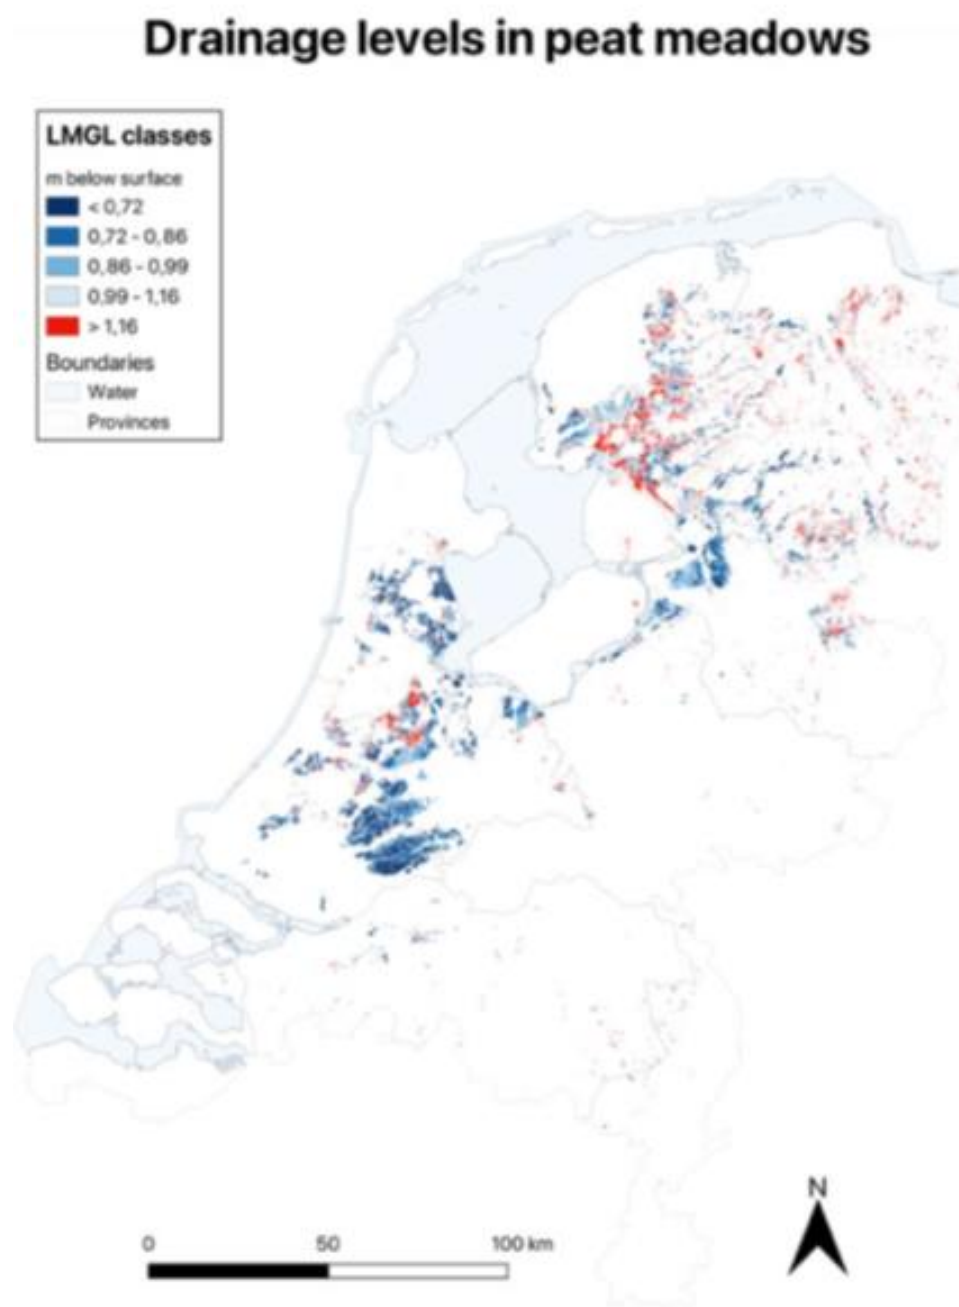 Drainage levels in peat meadows
LMGL classes
m below surface
< 0,72
0,72 - 0,86
0,86 - 0,99
0,99 - 1,16
> 1,16
Boundaries
Water
Provinces
N
0 50 100 km